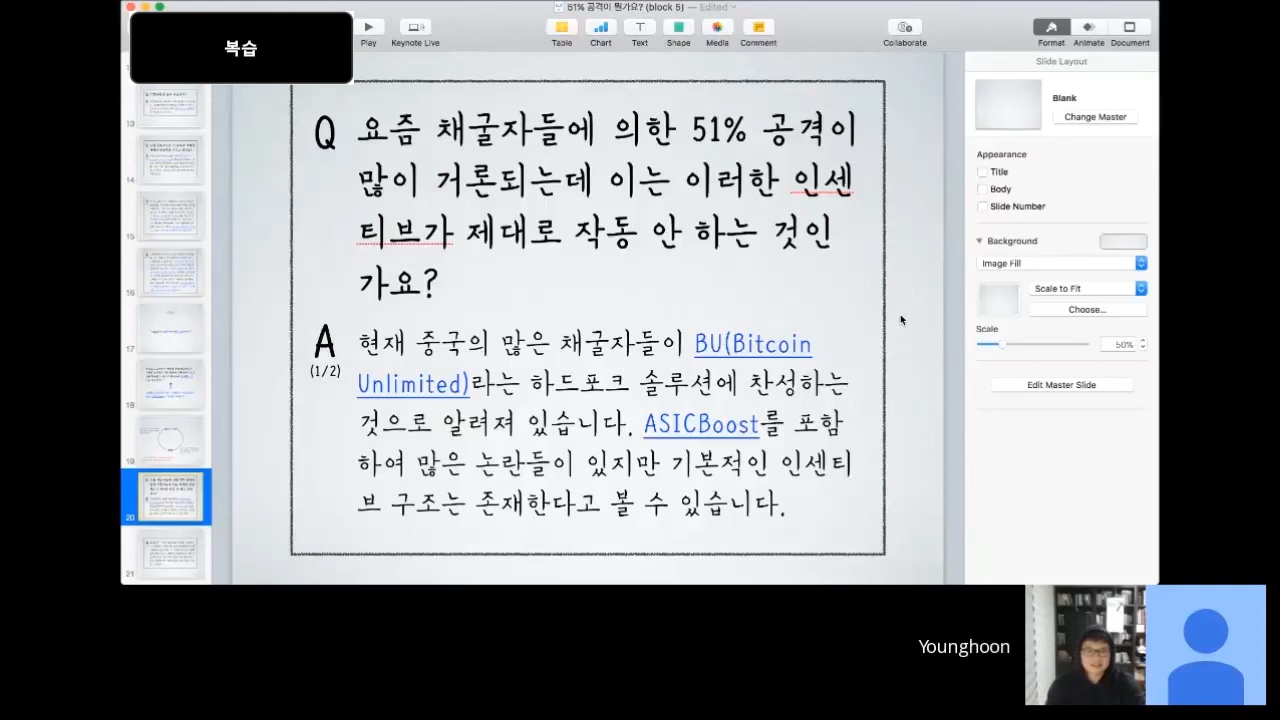 51% 공격이 뭔가요? (block 5) — Edited
복습
Play
Keynote Live
Table
Chart
Text
Shape
Media
Comment
Collaborate
Format
Animate
Document
13
14
15
16
17
18
19
20
21
Q 요즘 채굴자들에 의한 51% 공격이
많이 거론되는데 이는 이러한 인센
티브가 제대로 작동 안 하는 것인
가요?
A 현재 중국의 많은 채굴자들이 BU(Bitcoin
(1/2)
Unlimited)라는 하드포크 솔루션에 찬성하는
것으로 알려져 있습니다. ASICBoost를 포함
하여 많은 논란들이 있지만 기본적인 인센티
브 구조는 존재한다고 볼 수 있습니다.
Slide Layout
Blank
Change Master
Appearance
Title
Body
Slide Number
Background
Image Fill
Scale to Fit
Choose...
Scale
50%
Edit Master Slide
Younghoon